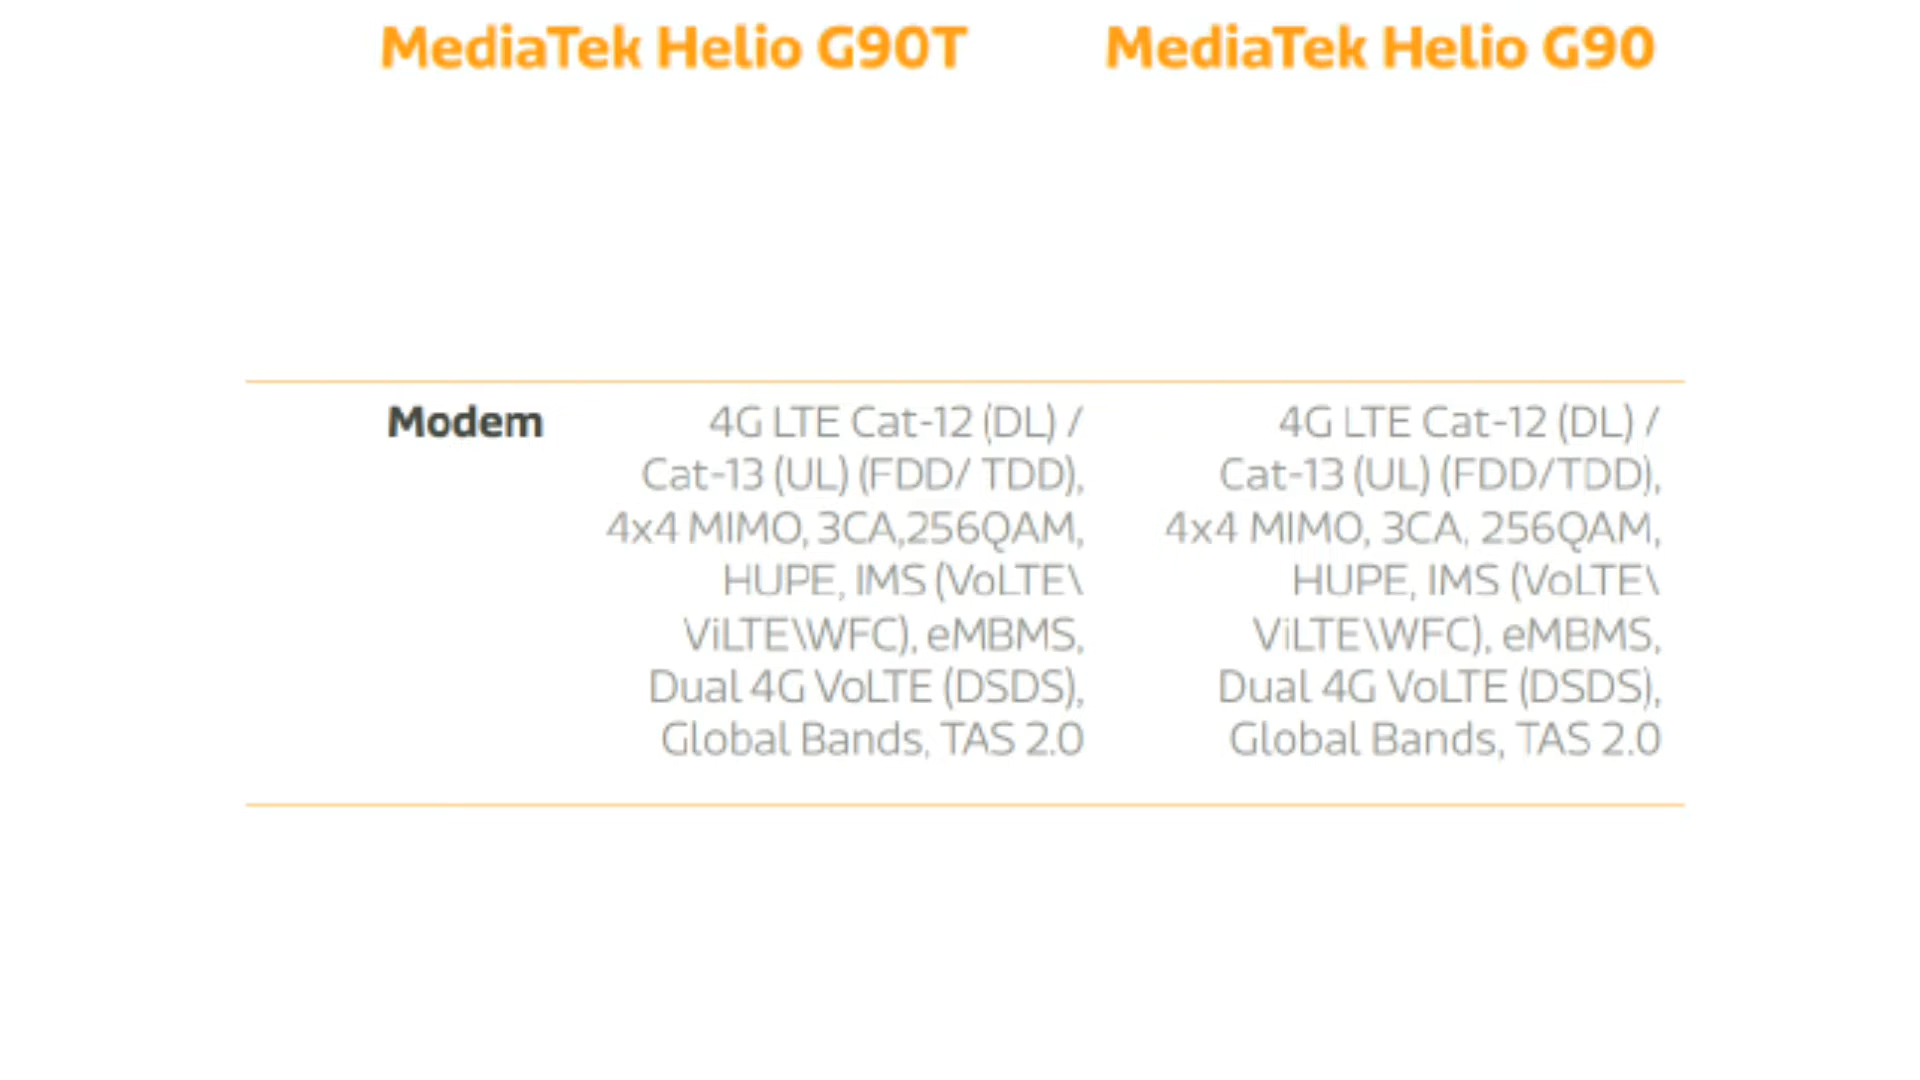 MediaTek Helio G90T
MediaTek Helio G90
Modem
4G LTE Cat-12 (DL) /
Cat-13 (UL) (FDD/ TDD),
4x4 MIMO, 3CA,256QAM,
HUPE, IMS (VoLTE\
ViLTE\WFC), eMBMS,
Dual 4G VoLTE (DSDS),
Global Bands, TAS 2.0
4G LTE Cat-12 (DL) /
Cat-13 (UL) (FDD/TDD),
4x4 MIMO, 3CA, 256QAM,
HUPE, IMS (VoLTE\
ViLTE\WFC), eMBMS,
Dual 4G VoLTE (DSDS),
Global Bands, TAS 2.0